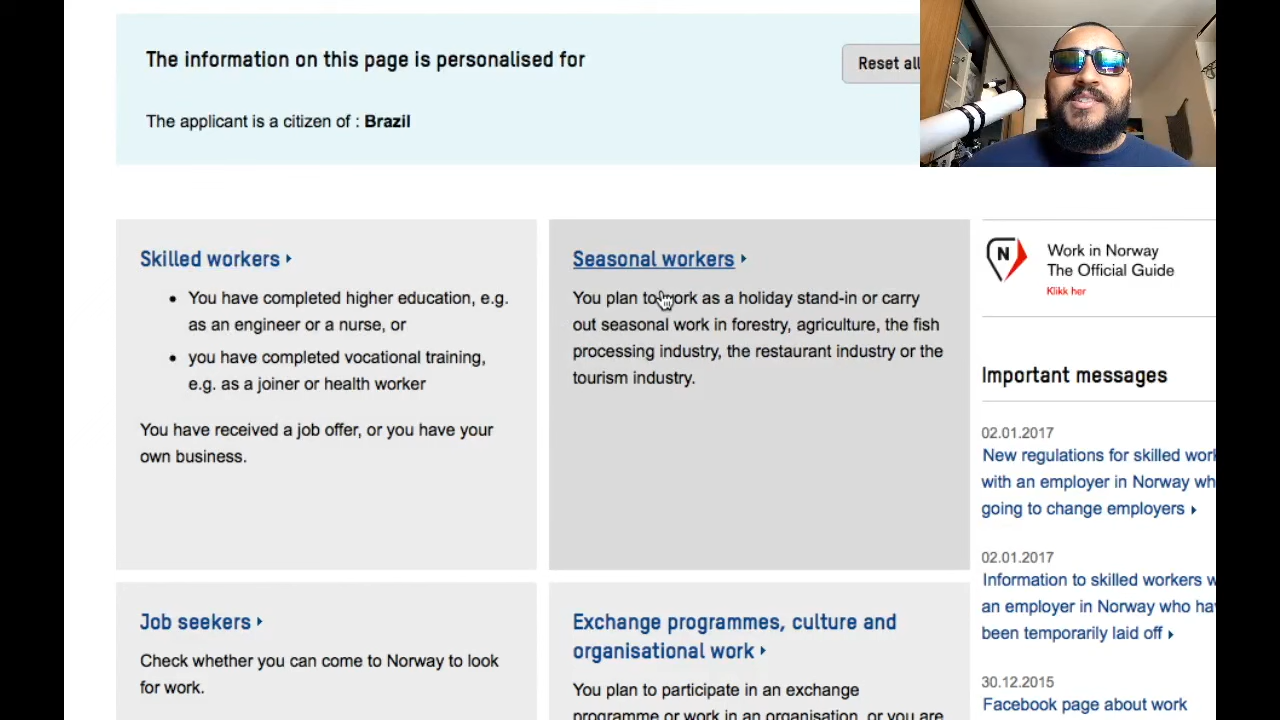 The information on this page is personalised for
Reset all
The applicant is a citizen of : Brazil
Skilled workers
You have completed higher education, e.g.
as an engineer or a nurse, or
you have completed vocational training,
e.g. as a joiner or health worker
You have received a job offer, or you have your
own business.
Seasonal workers
You plan to work as a holiday stand-in or carry
out seasonal work in forestry, agriculture, the fish
processing industry, the restaurant industry or the
tourism industry.
N
Work in Norway
The Official Guide
Klikk her
Important messages
02.01.2017
New regulations for skilled
with an employer in Norway
going to change employers
02.01.2017
Information to skilled workers
an employer in Norway who
been temporarily laid off
30.12.2015
Facebook page about work
Job seekers
Check whether you can come to Norway to look
for work.
Exchange programmes, culture and
organisational work
You plan to participate in an exchange
programme or work in an organisation, or you are